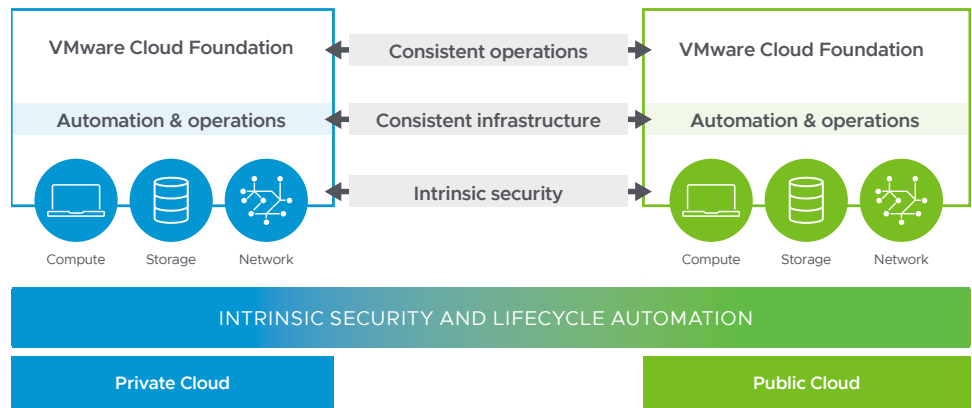 VMware Cloud Foundation
Consistent operations
VMware Cloud Foundation
Automation & operations
Consistent infrastructure
Automation & operations
Intrinsic security
Compute
Storage
Network
Compute
Storage
Network
INTRINSIC SECURITY AND LIFECYCLE AUTOMATION
Private Cloud
Public Cloud